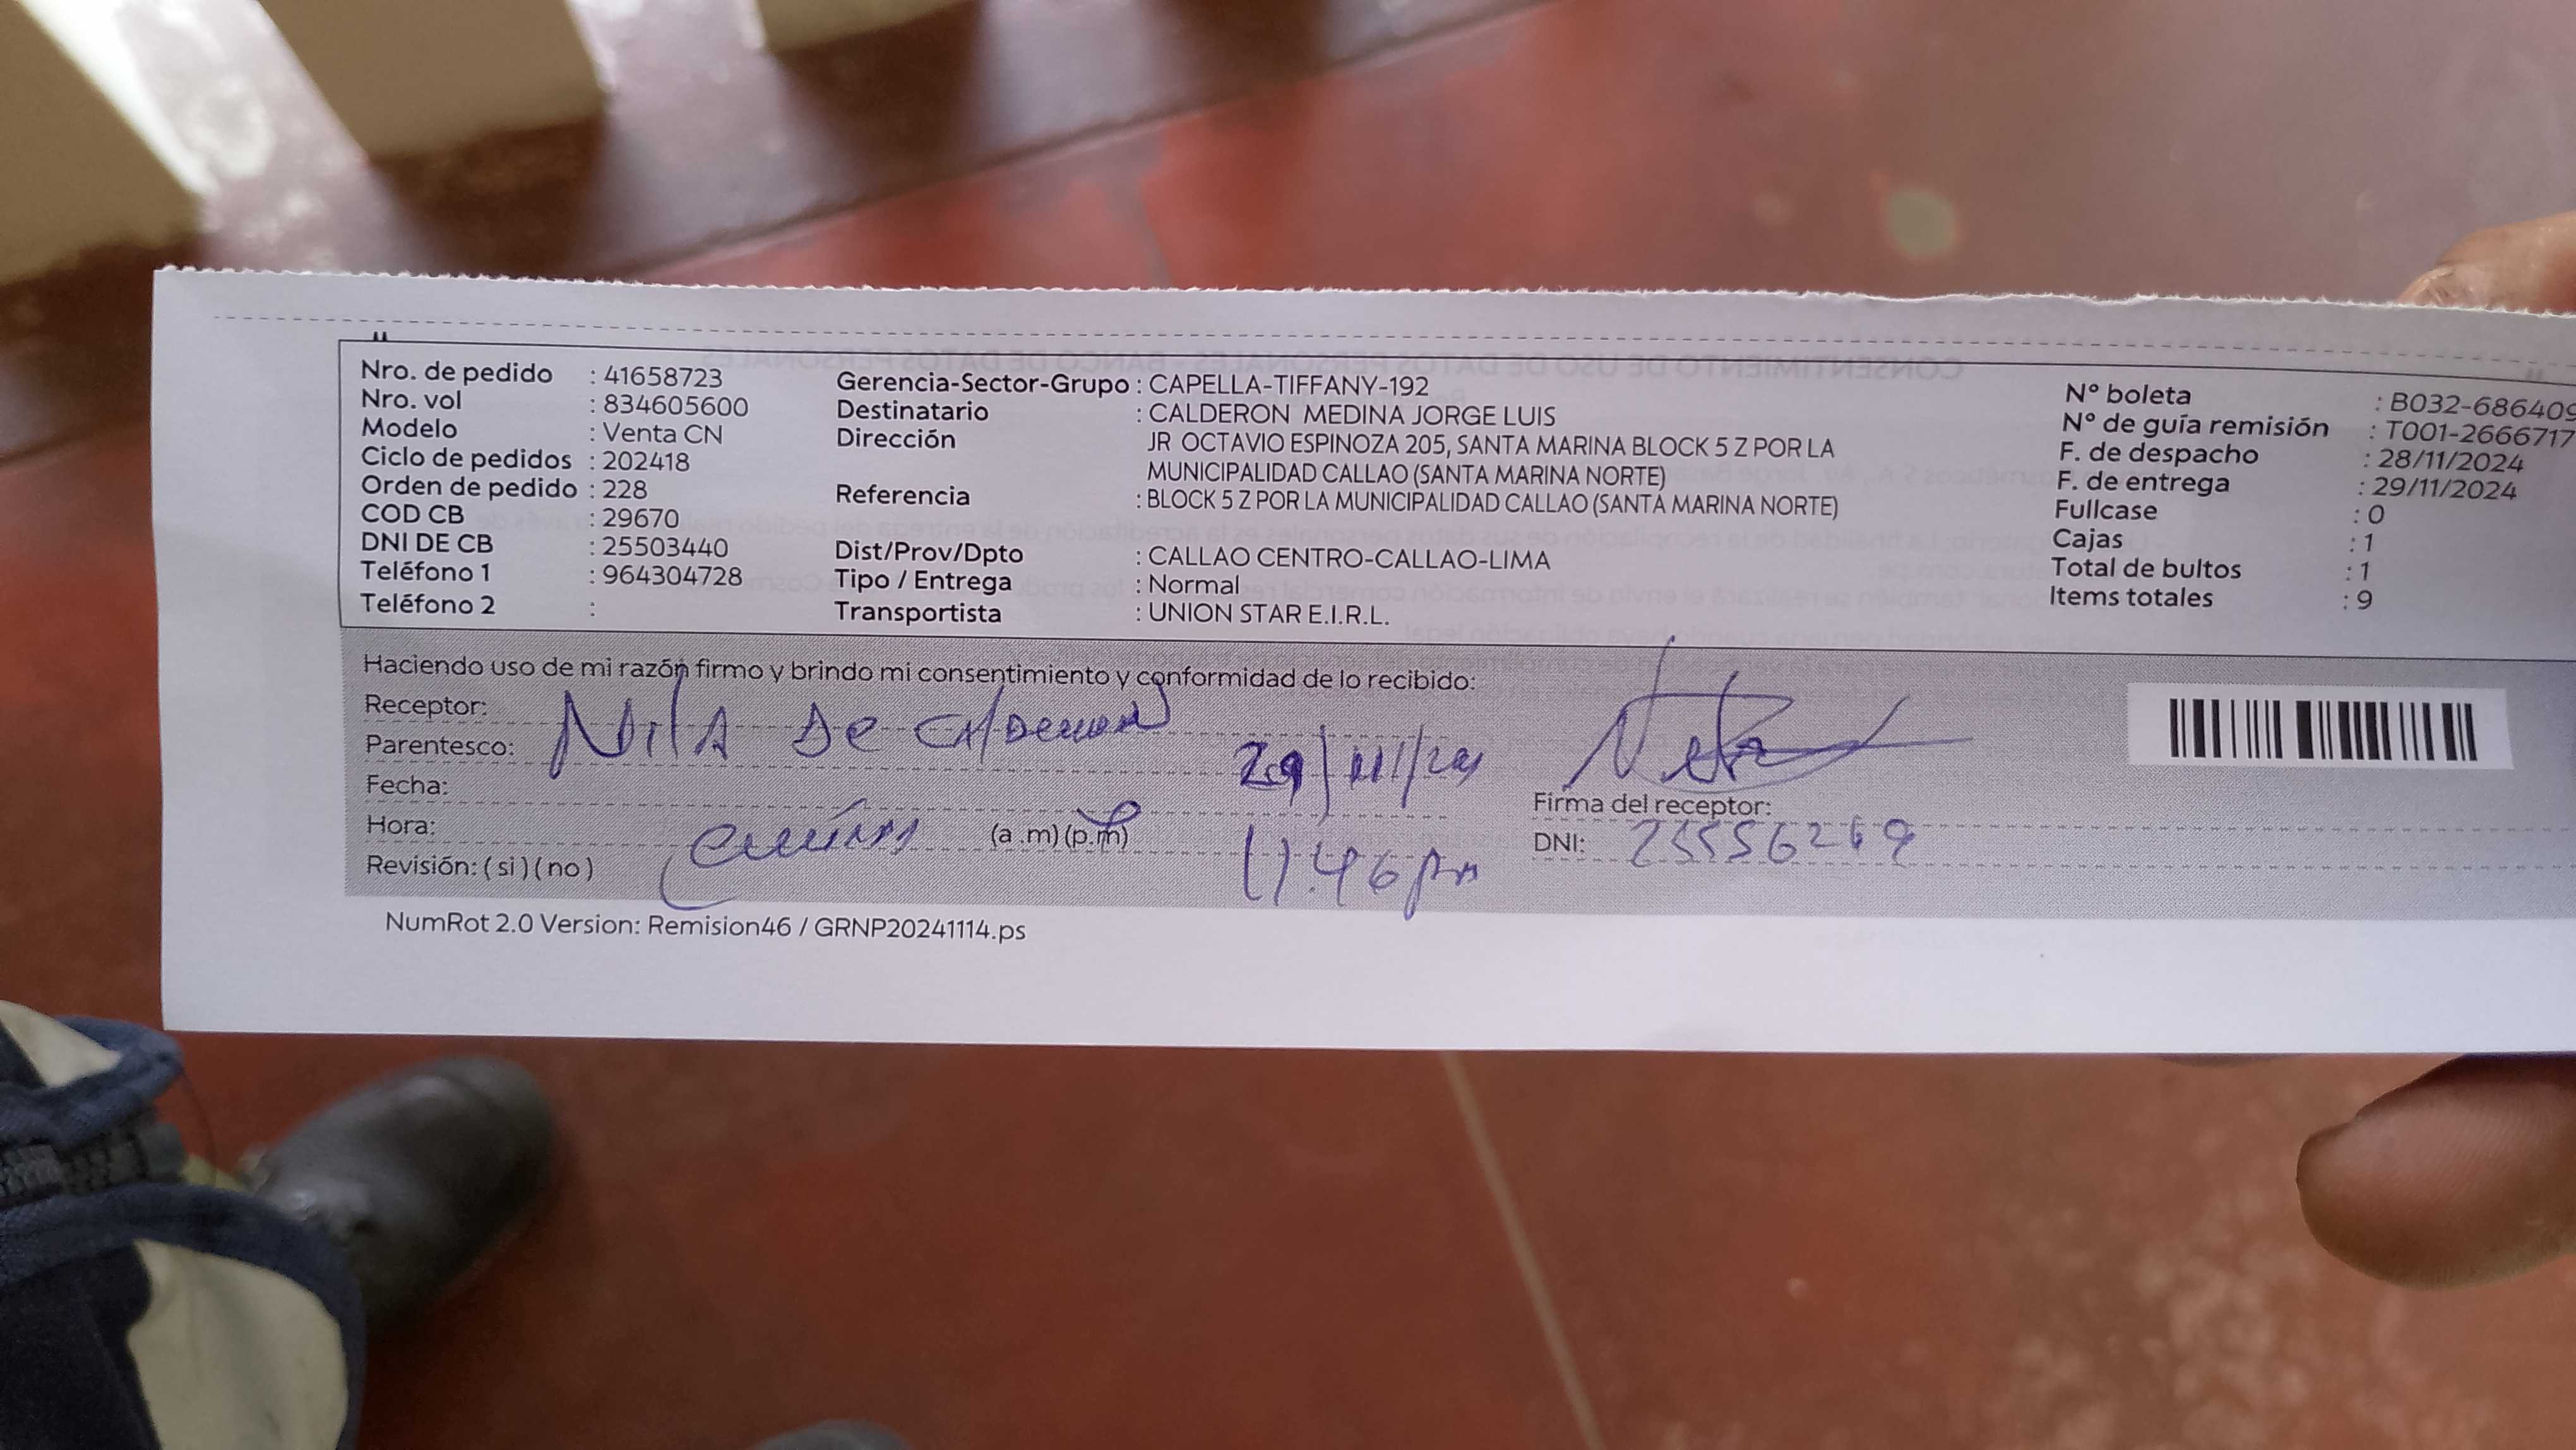 Nro. de pedido : 41658723
Nro. vol : 834605600
Modelo : Venta CN
Ciclo de pedidos : 202418
Orden de pedido : 228
COD CB : 29670
DNI DE CB : 25503440
Teléfono 1 : 964304728
Teléfono 2 :
Gerencia-Sector-Grupo : CAPELLA-TIFFANY-192
Destinatario : CALDERON MEDINA JORGE LUIS
Dirección JR OCTAVIO ESPINOZA 205, SANTA MARINA BLOCK 5 Z POR LA
MUNICIPALIDAD CALLAO (SANTA MARINA NORTE)
Referencia : BLOCK 5 Z POR LA MUNICIPALIDAD CALLAO (SANTA MARINA NORTE)
Dist/Prov/Dpto : CALLAO CENTRO-CALLAO-LIMA
Tipo / Entrega : Normal
Transportista : UNION STAR E.I.R.L.
N° boleta : B032-686409
N° de guía remisión : T001-2666717
F. de despacho : 28/11/2024
F. de entrega : 29/11/2024
Fullcase : 0
Cajas : 1
Total de bultos : 1
Items totales : 9
Haciendo uso de mi razón firmo y brindo mi consentimiento y conformidad de lo recibido:
Receptor:
Parentesco: De
Fecha: 29
Hora: (a .m) (p.m)
Revisión: ( si ) ( no )
Firma del receptor:
DNI: 25556269
NumRot 2.0 Version: Remision46 / GRNP20241114.ps